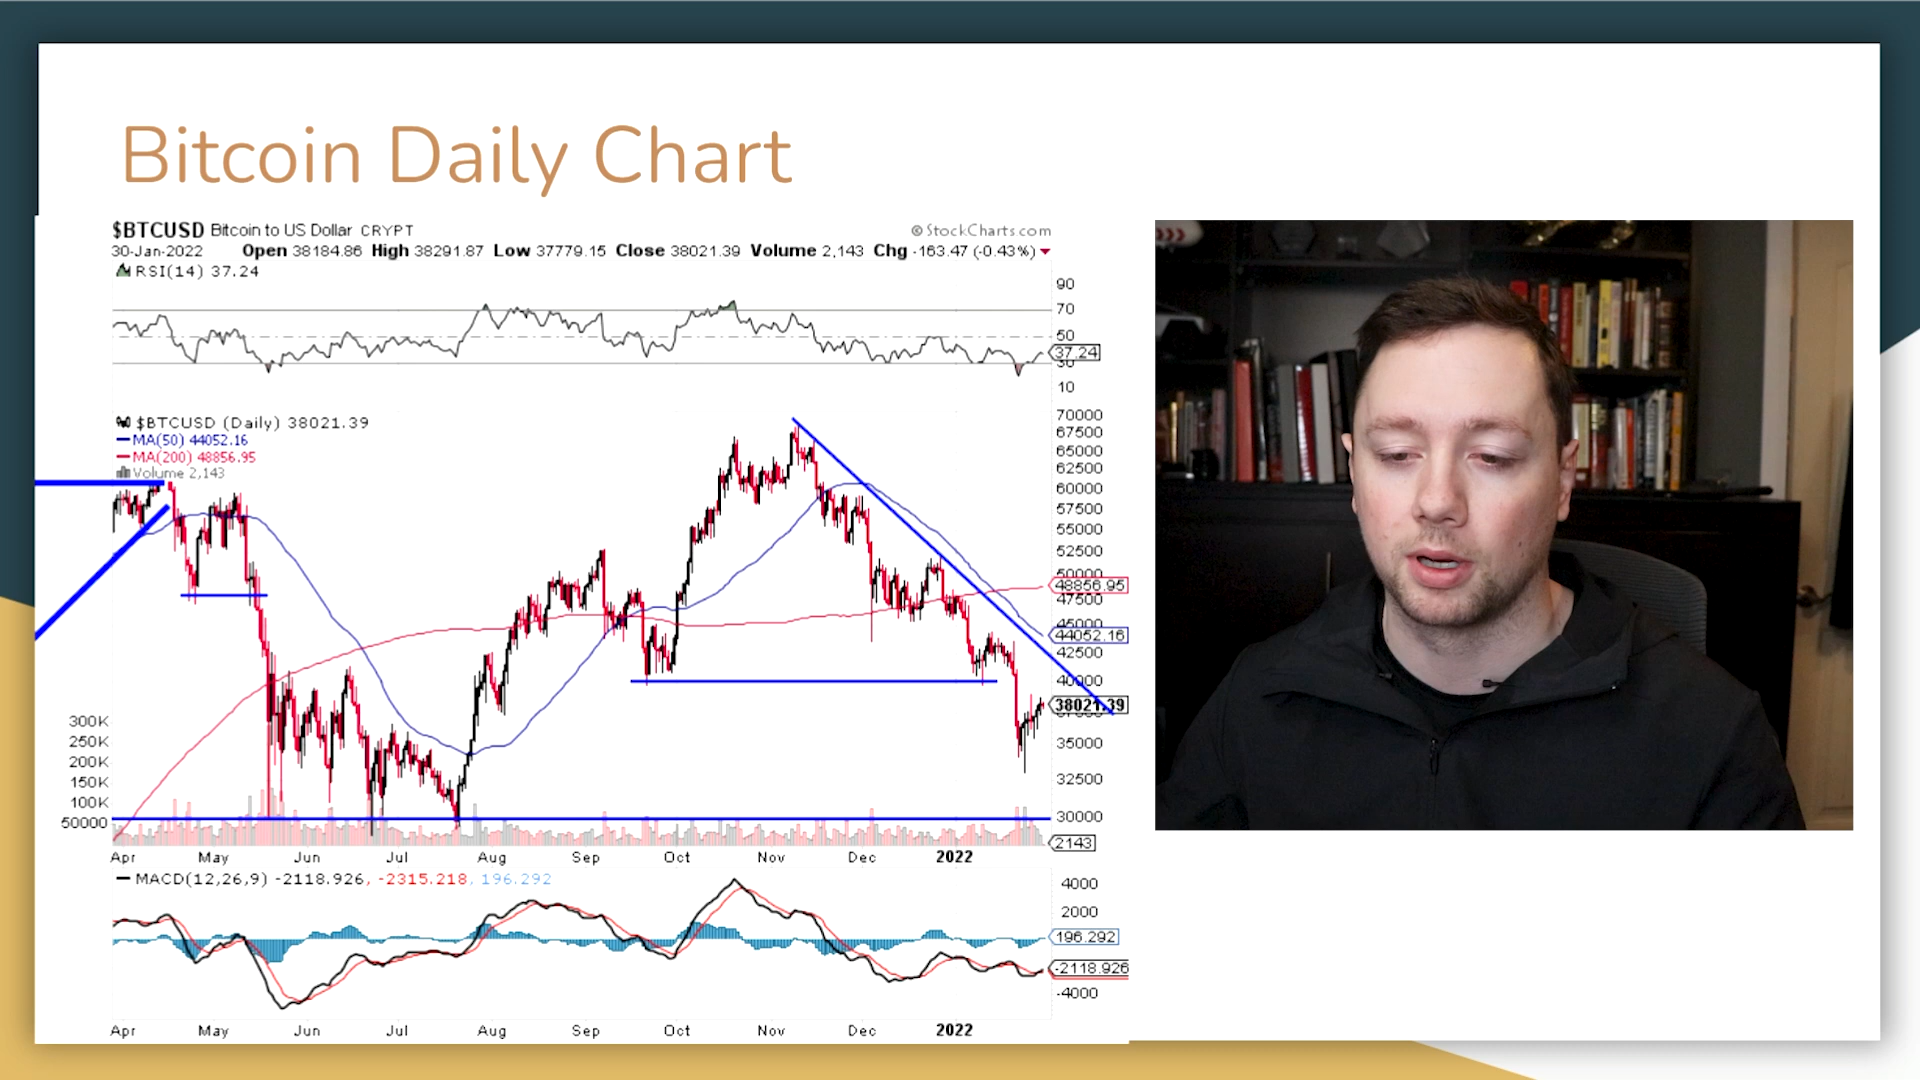 Bitcoin Daily Chart
$BTCUSD Bitcoin to US Dollar CRYPT
© StockCharts.com
30-Jan-2022 Open 38184.86 High 38291.87 Low 37779.15 Close 38021.39 Volume 2,143 Chg -163.47 (-0.43%)
RSI(14) 37.24
90
70
50
37.24
30
10
$BTCUSD (Daily) 38021.39
MA(50) 44052.16
MA(200) 48856.95
Volume 2,143
70000
67500
65000
62500
60000
57500
55000
52500
50000
48856.95
47500
45000
44052.16
42500
40000
38021.39
35000
32500
30000
2143
300K
250K
200K
150K
100K
50000
Apr May Jun Jul Aug Sep Oct Nov Dec 2022
MACD(12,26,9) -2118.926, -2315.218, 196.292
4000
2000
196.292
-2118.926
-4000
Apr May Jun Jul Aug Sep Oct Nov Dec 2022